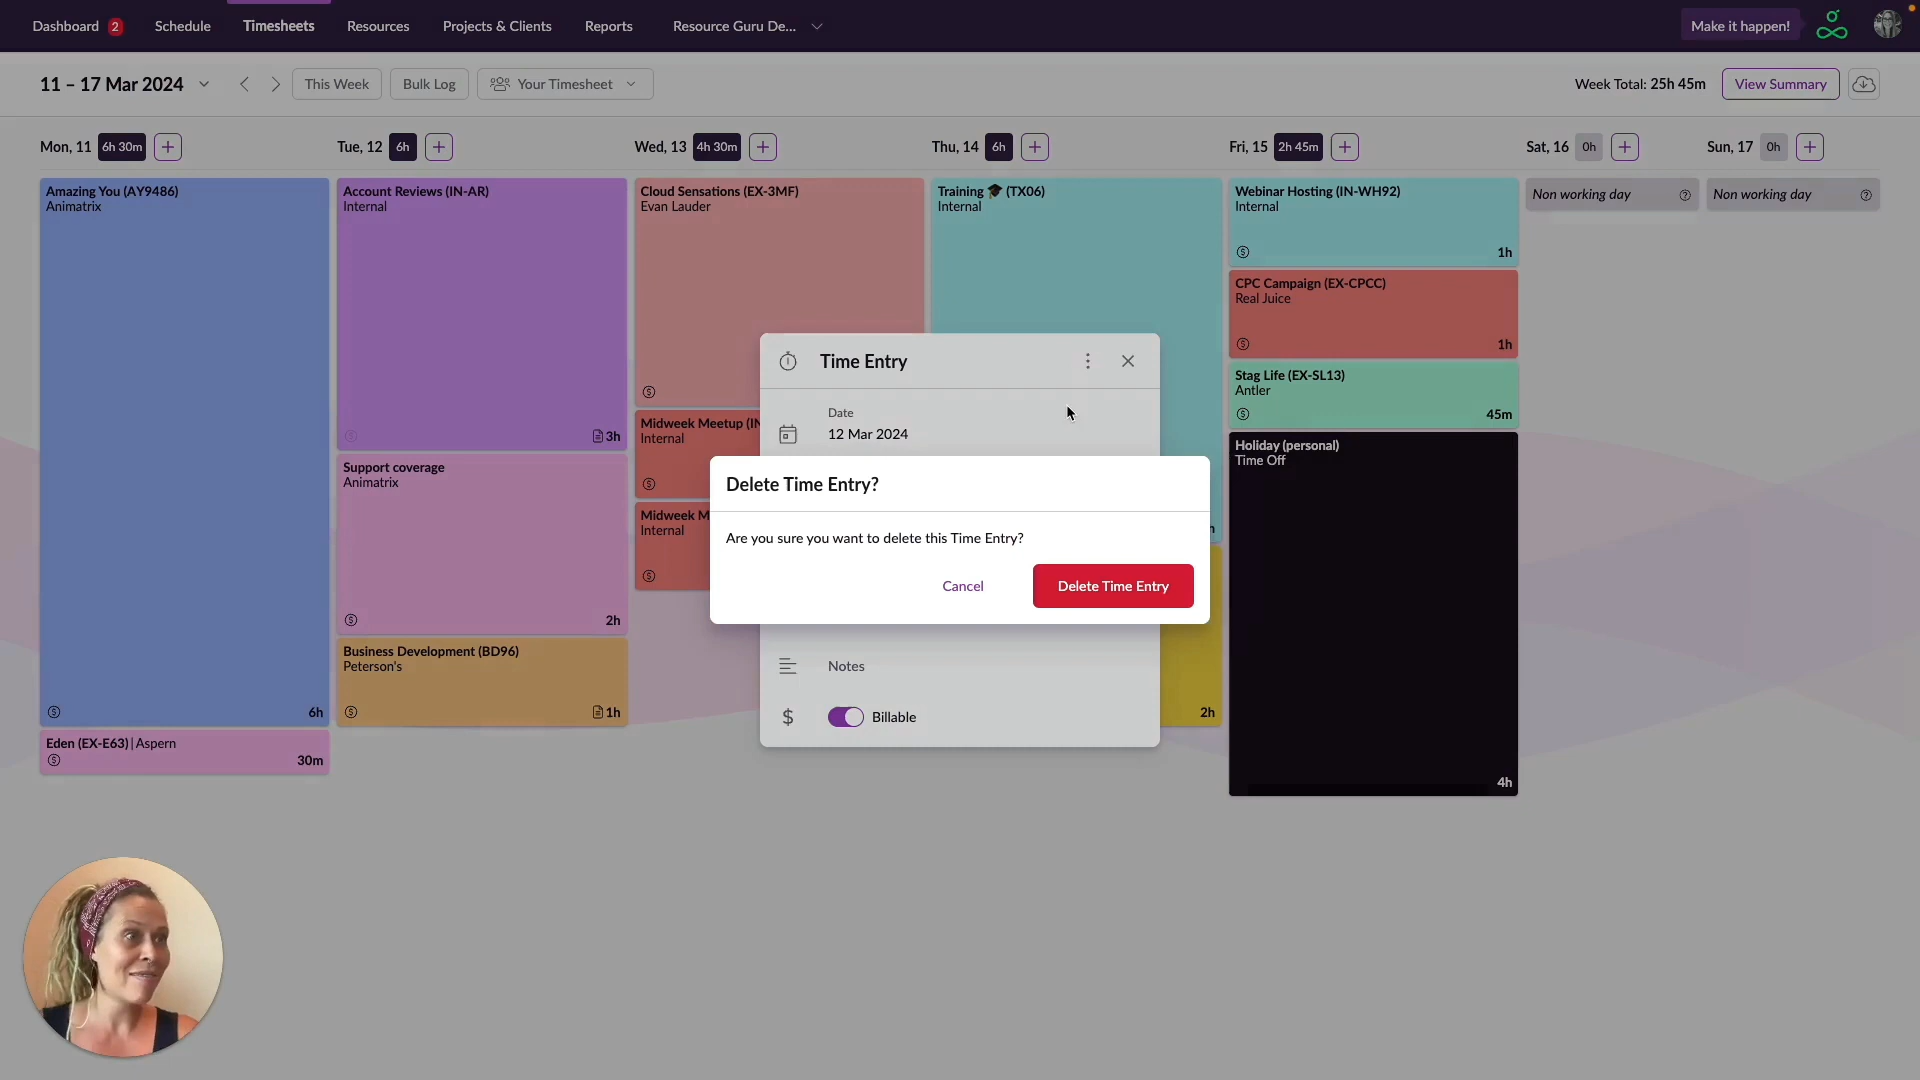 Dashboard 2 Schedule Timesheets Resources Projects & Clients Reports Resource Guru De... Make it happen!
11 – 17 Mar 2024 This Week Bulk Log Your Timesheet Week Total: 25h 45m View Summary
Mon, 11 6h 30m + Tue, 12 6h + Wed, 13 4h 30m + Thu, 14 6h + Fri, 15 2h 45m + Sat, 16 0h + Sun, 17 0h +
Amazing You (AY9486)
Animatrix
6h
Eden (EX-E63) | Aspern
30m
Account Reviews (IN-AR)
Internal
3h
Support coverage
Animatrix
2h
Business Development (BD96)
Peterson's
1h
Cloud Sensations (EX-3MF)
Evan Lauder
Midweek Meetup (IN
Internal
Midweek M
Internal
Training 🎓 (TX06)
Internal
h
2h
Webinar Hosting (IN-WH92)
Internal
1h
CPC Campaign (EX-CPCC)
Real Juice
1h
Stag Life (EX-SL13)
Antler
45m
Holiday (personal)
Time Off
4h
Non working day
Non working day
Time Entry
Date
12 Mar 2024
Delete Time Entry?
Are you sure you want to delete this Time Entry?
Cancel Delete Time Entry
Notes
$ Billable